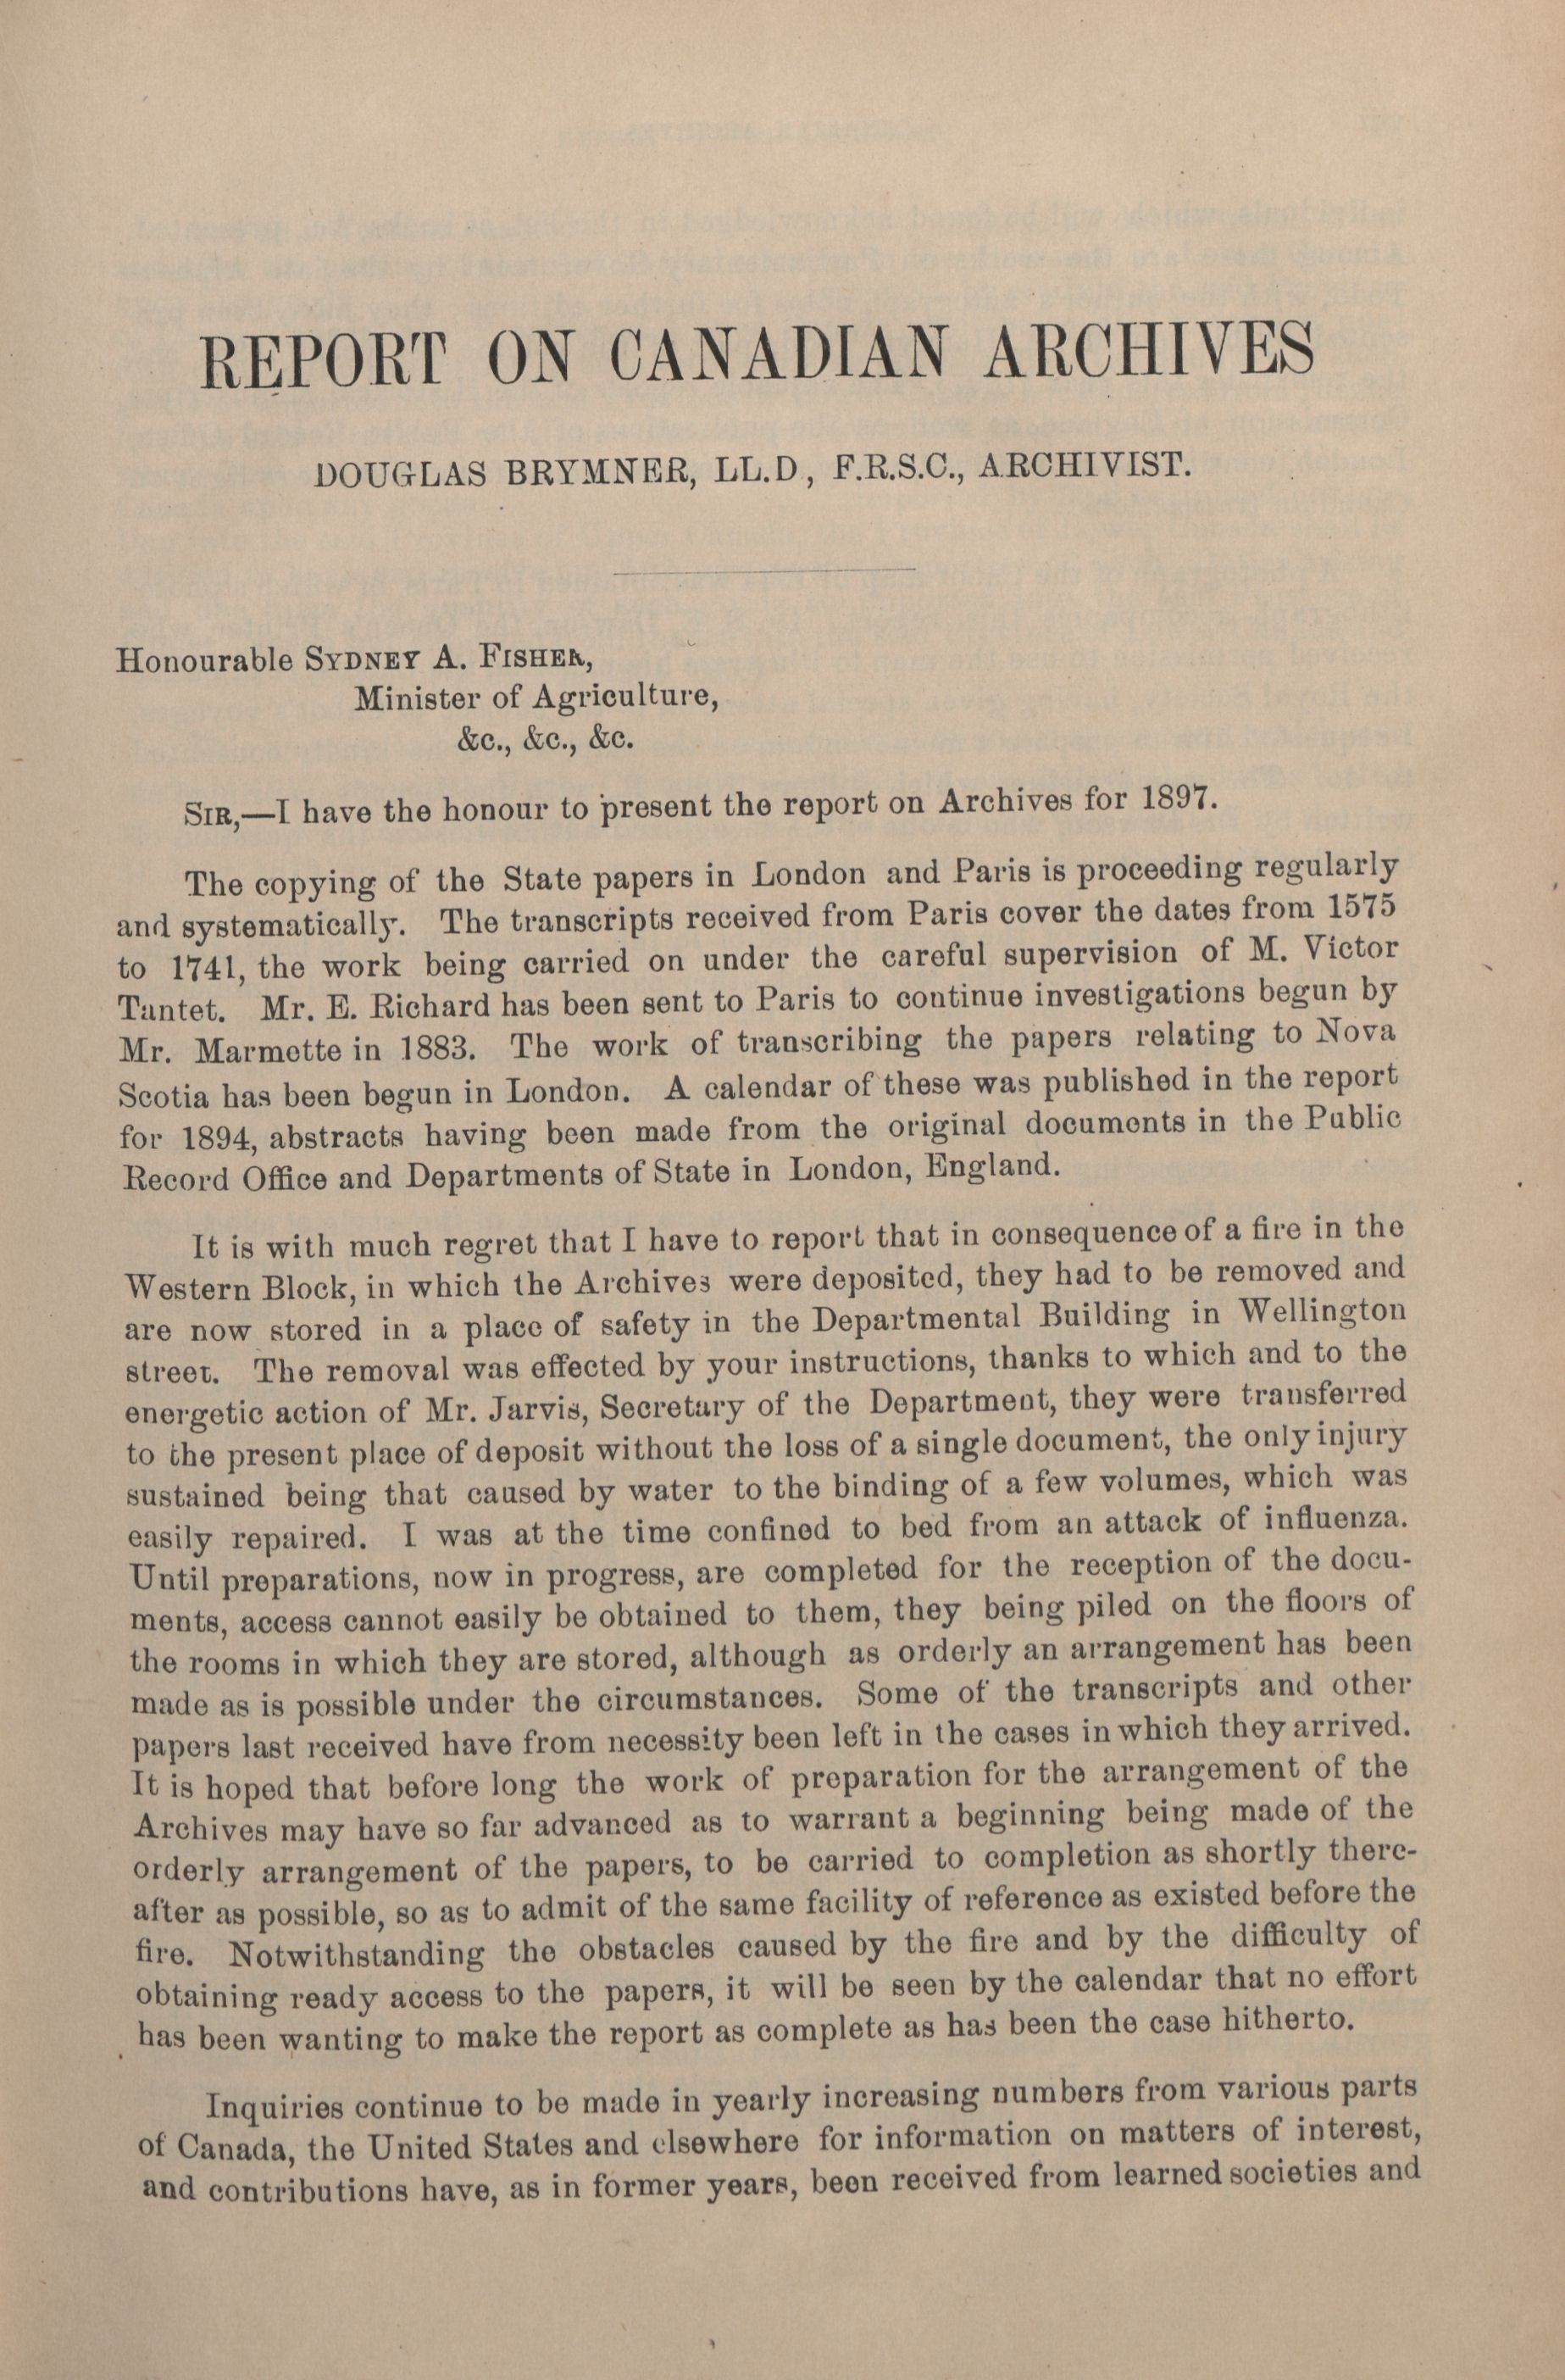 REPORT ON CANADIAN ARCHIVES
DOUGLAS BRYMNER, LL.D, F.R.S.C., ARCHIVIST.
Honourable SYDNEY A. FISHER,
Minister of Agriculture,
&c., &c., &c.
SIR,—I have the honour to present the report on Archives for 1897.
The copying of the State papers in London and Paris is proceeding regularly
and systematically. The transcripts received from Paris cover the dates from 1575
to 1741, the work being carried on under the careful supervision of M. Victor
Tantet. Mr. E. Richard has been sent to Paris to continue investigations begun by
Mr. Marmette in 1883. The work of transcribing the papers relating to Nova
Scotia has been begun in London. A calendar of these was published in the report
for 1894, abstracts having been made from the original documents in the Public
Record Office and Departments of State in London, England.
It is with much regret that I have to report that in consequence of a fire in the
Western Block, in which the Archives were deposited, they had to be removed and
are now stored in a place of safety in the Departmental Building in Wellington
street. The removal was effected by your instructions, thanks to which and to the
energetic action of Mr. Jarvis, Secretary of the Department, they were transferred
to the present place of deposit without the loss of a single document, the only injury
sustained being that caused by water to the binding of a few volumes, which was
easily repaired. I was at the time confined to bed from an attack of influenza.
Until preparations, now in progress, are completed for the reception of the docu-
ments, access cannot easily be obtained to them, they being piled on the floors of
the rooms in which they are stored, although as orderly an arrangement has been
made as is possible under the circumstances. Some of the transcripts and other
papers last received have from necessity been left in the cases in which they arrived.
It is hoped that before long the work of preparation for the arrangement of the
Archives may have so far advanced as to warrant a beginning being made of the
orderly arrangement of the papers, to be carried to completion as shortly there-
after as possible, so as to admit of the same facility of reference as existed before the
fire. Notwithstanding the obstacles caused by the fire and by the difficulty of
obtaining ready access to the papers, it will be seen by the calendar that no effort
has been wanting to make the report as complete as has been the case hitherto.
Inquiries continue to be made in yearly increasing numbers from various parts
of Canada, the United States and elsewhere for information on matters of interest,
and contributions have, as in former years, been received from learned societies and